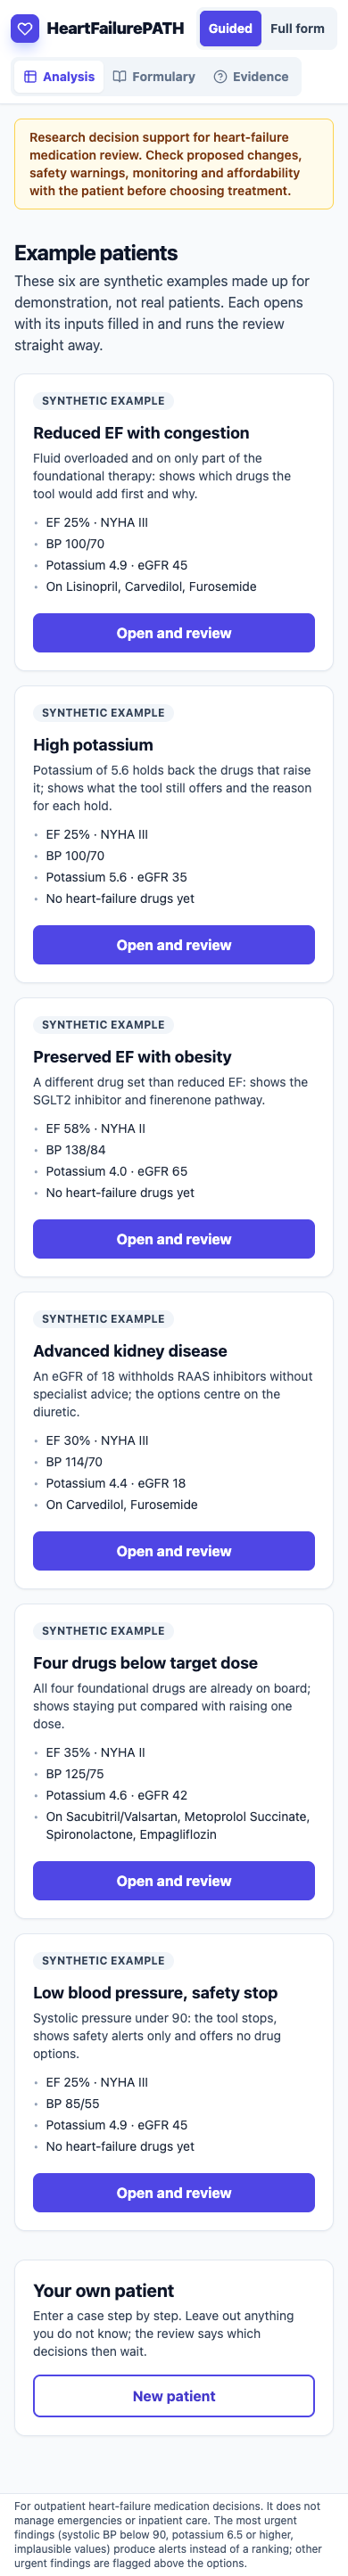 HeartFailurePATH
Guided
Full form
Analysis
Formulary
Evidence
Research decision support for heart-failure
medication review. Check proposed changes,
safety warnings, monitoring and affordability
with the patient before choosing treatment.
Example patients
These six are synthetic examples made up for
demonstration, not real patients. Each opens
with its inputs filled in and runs the review
straight away.
SYNTHETIC EXAMPLE
Reduced EF with congestion
Fluid overloaded and on only part of the
foundational therapy: shows which drugs the
tool would add first and why.
• EF 25% · NYHA III
• BP 100/70
• Potassium 4.9 · eGFR 45
• On Lisinopril, Carvedilol, Furosemide
Open and review
SYNTHETIC EXAMPLE
High potassium
Potassium of 5.6 holds back the drugs that raise
it; shows what the tool still offers and the reason
for each hold.
• EF 25% · NYHA III
• BP 100/70
• Potassium 5.6 · eGFR 35
• No heart-failure drugs yet
Open and review
SYNTHETIC EXAMPLE
Preserved EF with obesity
A different drug set than reduced EF: shows the
SGLT2 inhibitor and finerenone pathway.
• EF 58% · NYHA II
• BP 138/84
• Potassium 4.0 · eGFR 65
• No heart-failure drugs yet
Open and review
SYNTHETIC EXAMPLE
Advanced kidney disease
An eGFR of 18 withholds RAAS inhibitors without
specialist advice; the options centre on the
diuretic.
• EF 30% · NYHA III
• BP 114/70
• Potassium 4.4 · eGFR 18
• On Carvedilol, Furosemide
Open and review
SYNTHETIC EXAMPLE
Four drugs below target dose
All four foundational drugs are already on board;
shows staying put compared with raising one
dose.
• EF 35% · NYHA II
• BP 125/75
• Potassium 4.6 · eGFR 42
• On Sacubitril/Valsartan, Metoprolol Succinate,
Spironolactone, Empagliflozin
Open and review
SYNTHETIC EXAMPLE
Low blood pressure, safety stop
Systolic pressure under 90: the tool stops,
shows safety alerts only and offers no drug
options.
• EF 25% · NYHA III
• BP 85/55
• Potassium 4.9 · eGFR 45
• No heart-failure drugs yet
Open and review
Your own patient
Enter a case step by step. Leave out anything
you do not know; the review says which
decisions then wait.
New patient
For outpatient heart-failure medication decisions. It does not
manage emergencies or inpatient care. The most urgent
findings (systolic BP below 90, potassium 6.5 or higher,
implausible values) produce alerts instead of a ranking; other
urgent findings are flagged above the options.